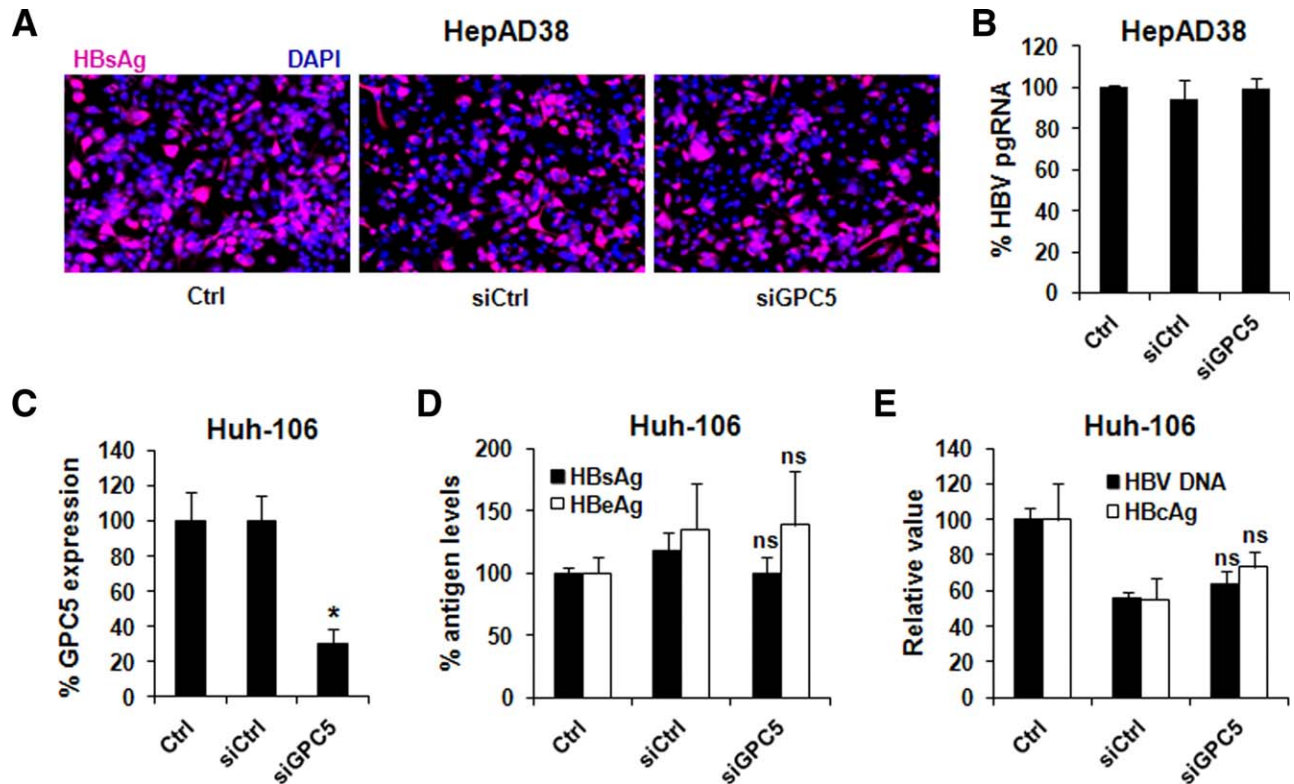 A
HepAD38
HBsAg
DAPI
Ctrl
siCtrl
siGPC5
B
HepAD38
% HBV pgRNA
120
100
80
60
40
20
0
Ctrl
siCtrl
siGPC5
C
Huh-106
% GPC5 expression
140
120
100
80
60
40
20
0
*
Ctrl
siCtrl
siGPC5
D
Huh-106
% antigen levels
200
150
100
50
0
HBsAg
HBeAg
ns
ns
Ctrl
siCtrl
siGPC5
E
Huh-106
Relative value
140
120
100
80
60
40
20
0
HBV DNA
HBcAg
ns
ns
Ctrl
siCtrl
siGPC5